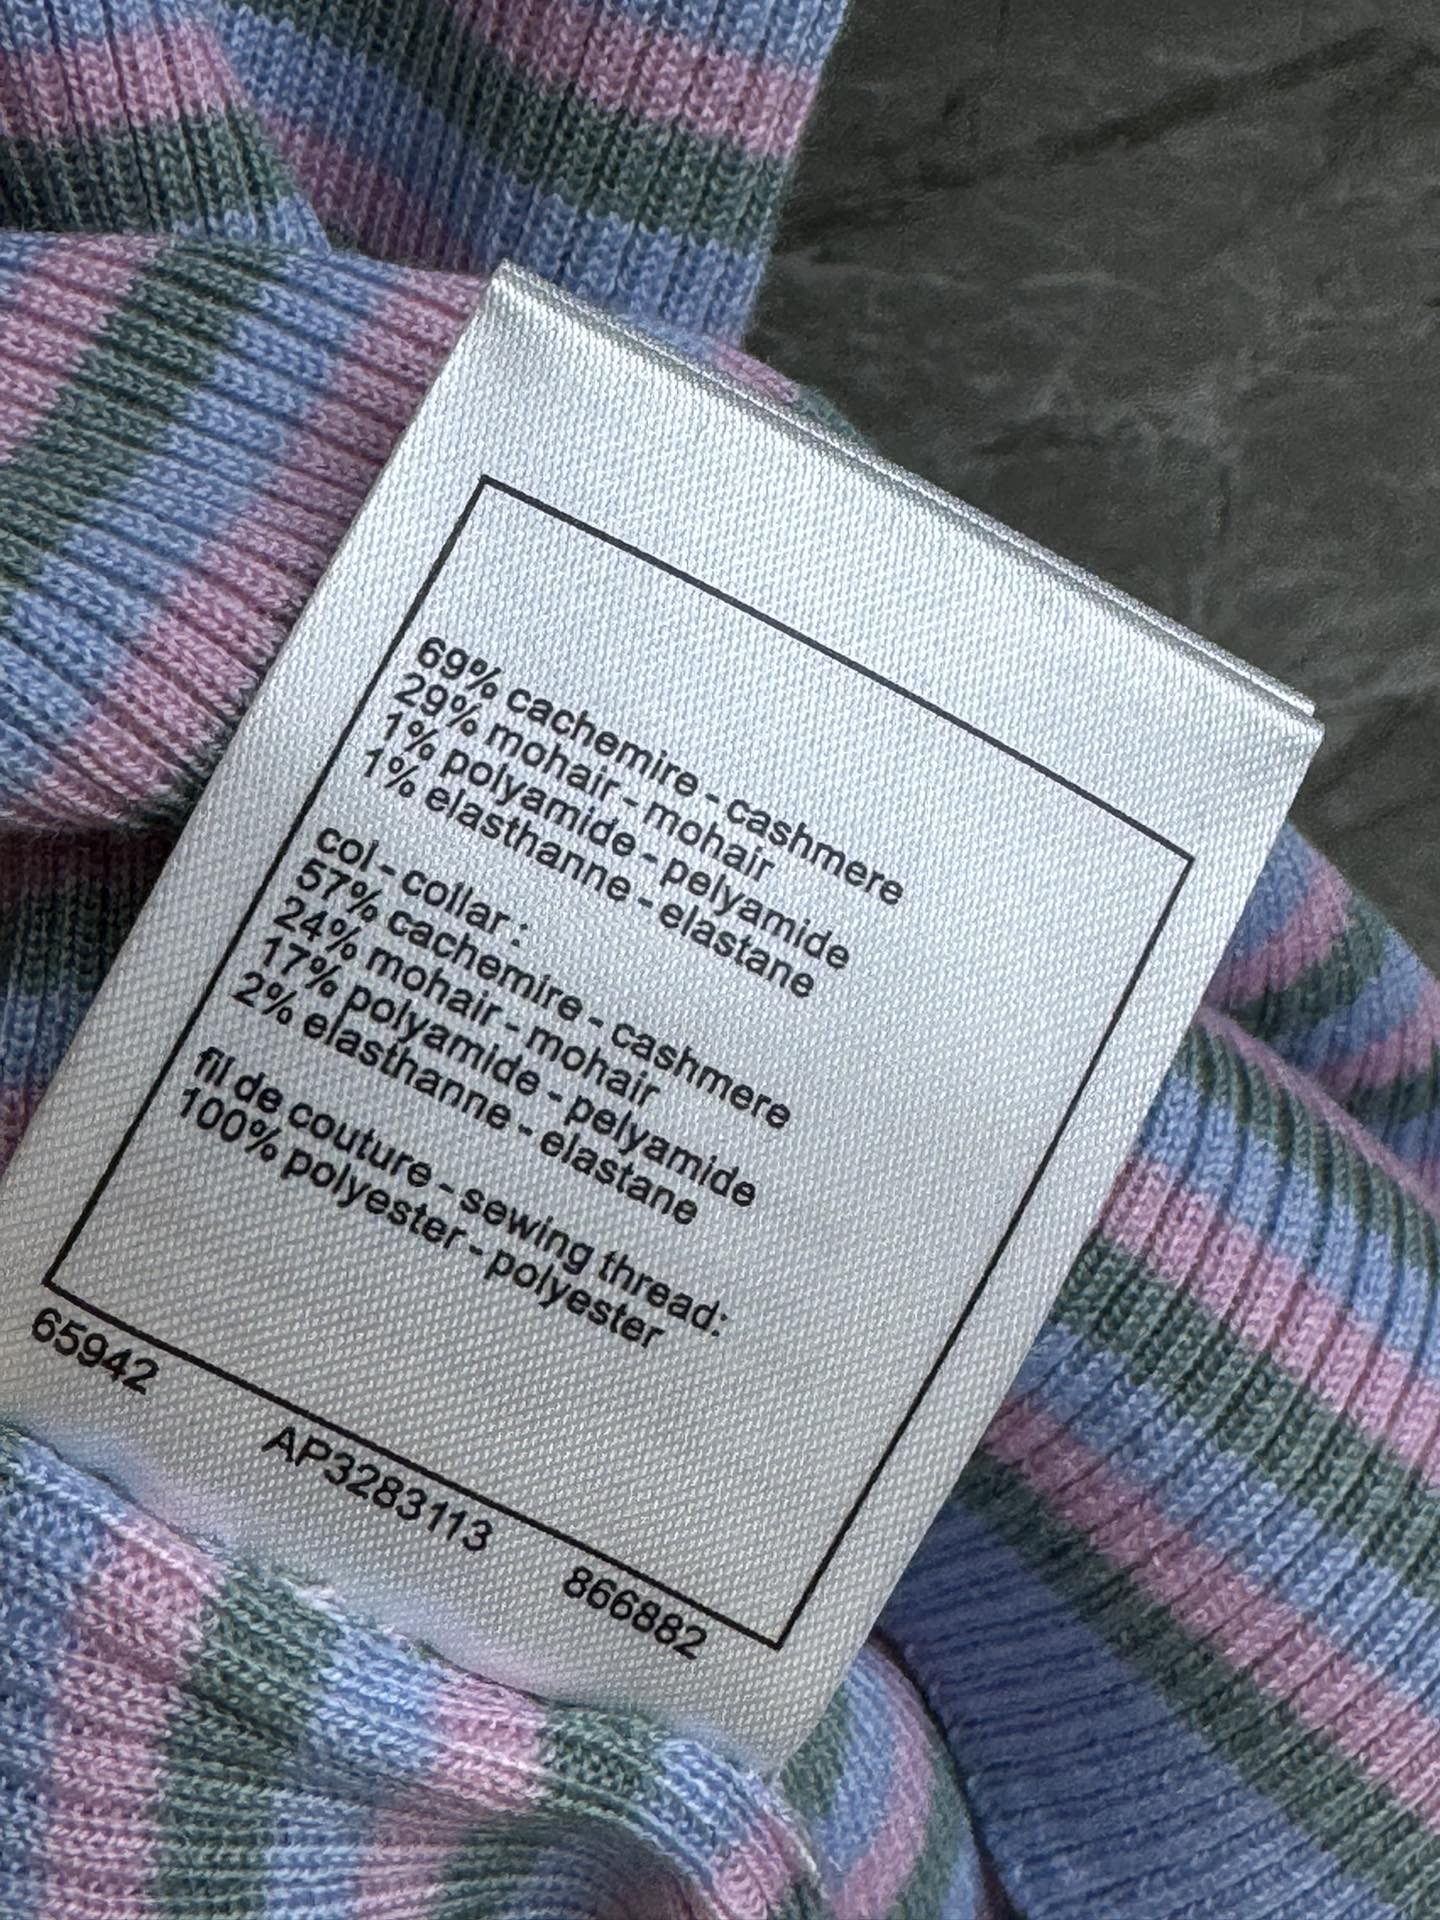 69% cachemire - cashmere
29% mohair - mohair
1% polyamide - pelyamide
1% elasthanne - elastane
col - collar :
57% cachemire - cashmere
24% mohair - mohair
17% polyamide - pelyamide
2% elasthanne - elastane
fil de couture - sewing thread:
100% polyester - polyester
65942 AP3283113 866882